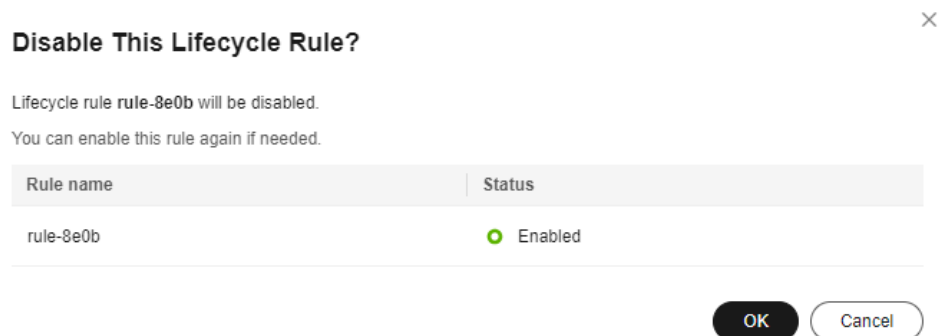 Disable This Lifecycle Rule?
Lifecycle rule rule-8e0b will be disabled.
You can enable this rule again if needed.
Rule name Status
rule-8e0b Enabled
OK Cancel